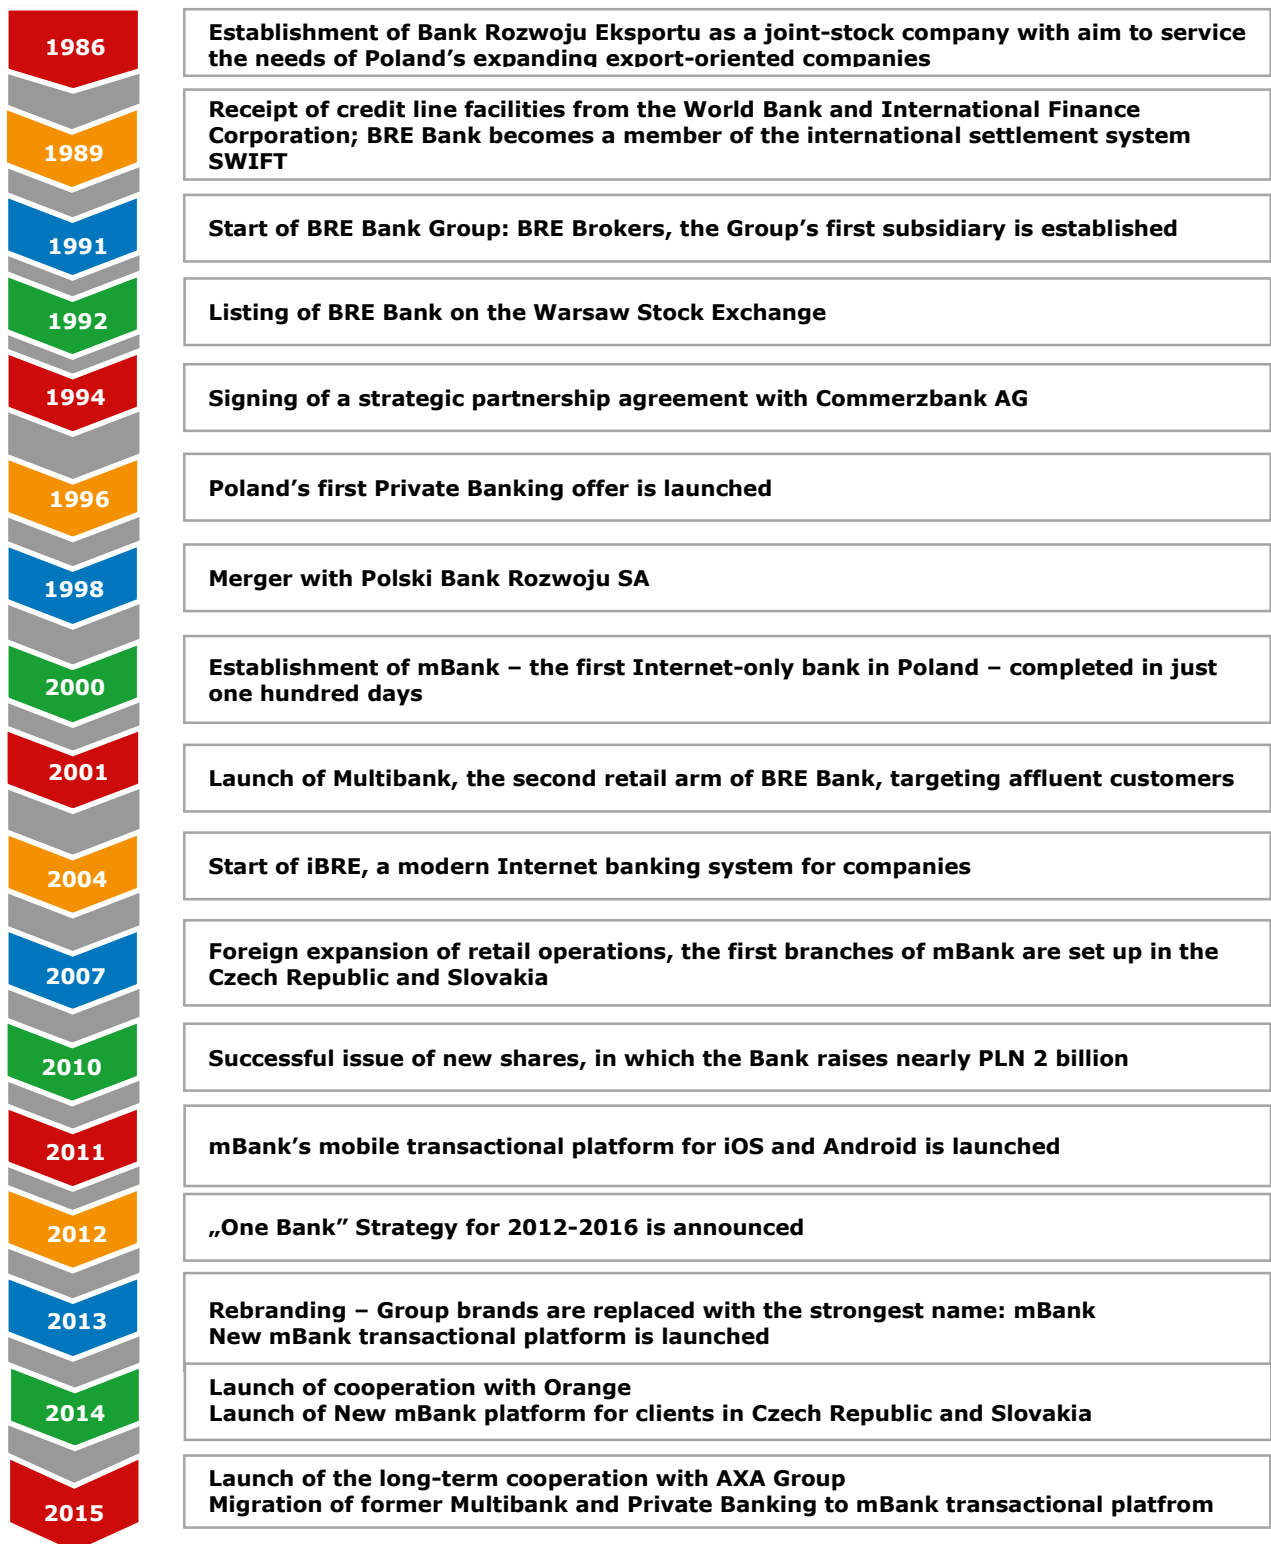 1986
Establishment of Bank Rozwoju Eksportu as a joint-stock company with aim to service
the needs of Poland’s expanding export-oriented companies
1989
Receipt of credit line facilities from the World Bank and International Finance
Corporation; BRE Bank becomes a member of the international settlement system
SWIFT
1991
Start of BRE Bank Group: BRE Brokers, the Group’s first subsidiary is established
1992
Listing of BRE Bank on the Warsaw Stock Exchange
1994
Signing of a strategic partnership agreement with Commerzbank AG
1996
Poland’s first Private Banking offer is launched
1998
Merger with Polski Bank Rozwoju SA
2000
Establishment of mBank – the first Internet-only bank in Poland – completed in just
one hundred days
2001
Launch of Multibank, the second retail arm of BRE Bank, targeting affluent customers
2004
Start of iBRE, a modern Internet banking system for companies
2007
Foreign expansion of retail operations, the first branches of mBank are set up in the
Czech Republic and Slovakia
2010
Successful issue of new shares, in which the Bank raises nearly PLN 2 billion
2011
mBank’s mobile transactional platform for iOS and Android is launched
2012
„One Bank” Strategy for 2012-2016 is announced
2013
Rebranding – Group brands are replaced with the strongest name: mBank
New mBank transactional platform is launched
2014
Launch of cooperation with Orange
Launch of New mBank platform for clients in Czech Republic and Slovakia
2015
Launch of the long-term cooperation with AXA Group
Migration of former Multibank and Private Banking to mBank transactional platfrom